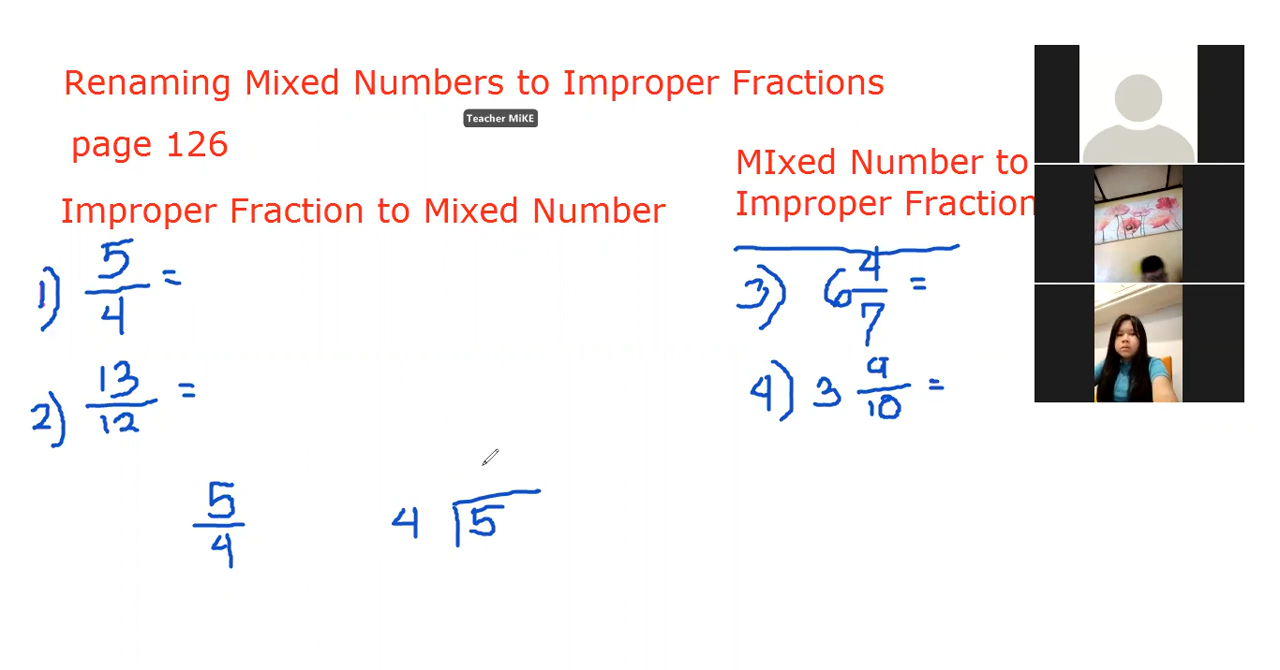 Renaming Mixed Numbers to Improper Fractions
Teacher MiKE
page 126
Improper Fraction to Mixed Number
1) 5/4 =
2) 13/12 =
5/4
4 5
MIxed Number to
Improper Fraction
3) 6 4/7 =
4) 3 9/10 =